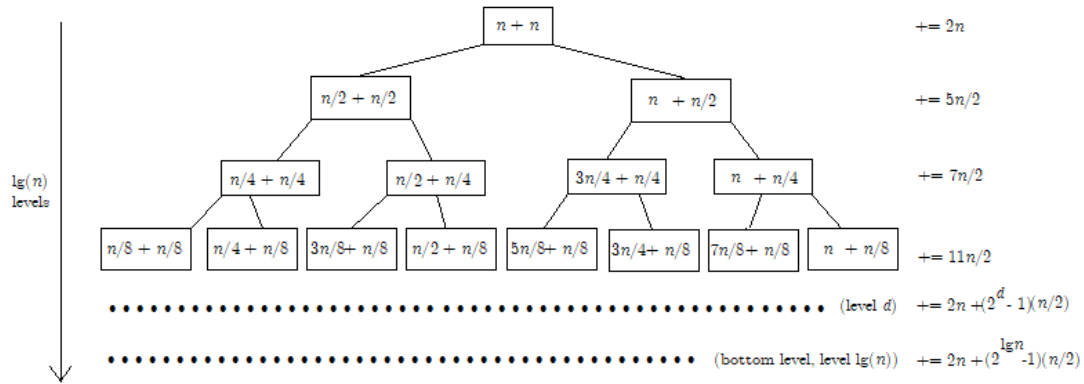 n + n += 2n
n/2 + n/2 n + n/2 += 5n/2
n/4 + n/4 n/2 + n/4 3n/4 + n/4 n + n/4 += 7n/2
lg(n)
levels
n/8 + n/8 n/4 + n/8 3n/8+ n/8 n/2 + n/8 5n/8+ n/8 3n/4+ n/8 7n/8+ n/8 n + n/8 += 11n/2
(level d) += 2n +(2^d - 1)(n/2)
(bottom level, level lg(n)) += 2n +(2^lgn -1)(n/2)